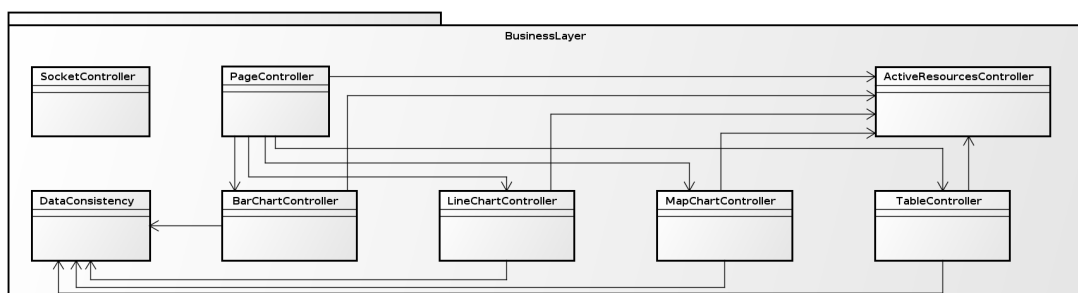 BusinessLayer
SocketController
PageController
ActiveResourcesController
DataConsistency
BarChartController
LineChartController
MapChartController
TableController